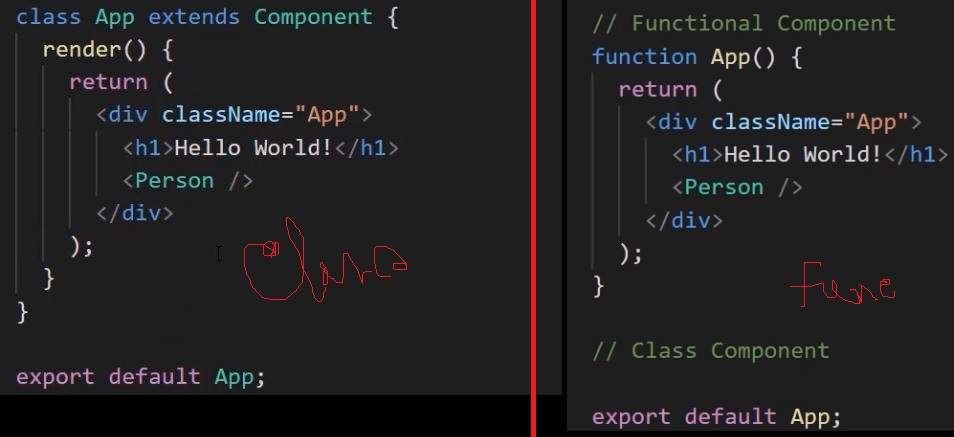 class App extends Component {
render() {
return (
<div className="App">
<h1>Hello World!</h1>
<Person />
</div>
);
}
}
export default App;
// Functional Component
function App() {
return (
<div className="App">
<h1>Hello World!</h1>
<Person />
</div>
);
}
Func
// Class Component
export default App;